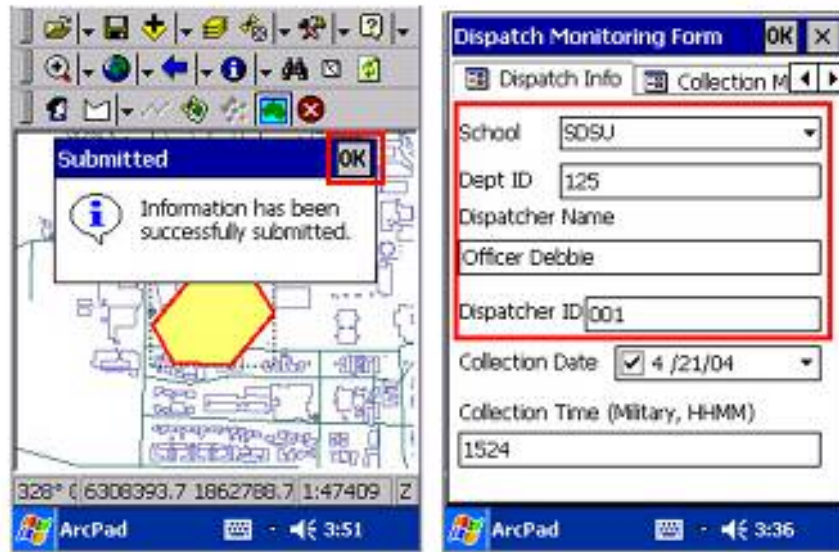 Submitted OK
Information has been
successfully submitted.
328° ( 6308393.7 1862788.7 1:47409 Z
ArcPad 3:51
Dispatch Monitoring Form OK
Dispatch Info Collection M
School SDSU
Dept ID 125
Dispatcher Name
Officer Debbie
Dispatcher ID 001
Collection Date 4 /21/04
Collection Time (Military, HHMM)
1524
ArcPad 3:36